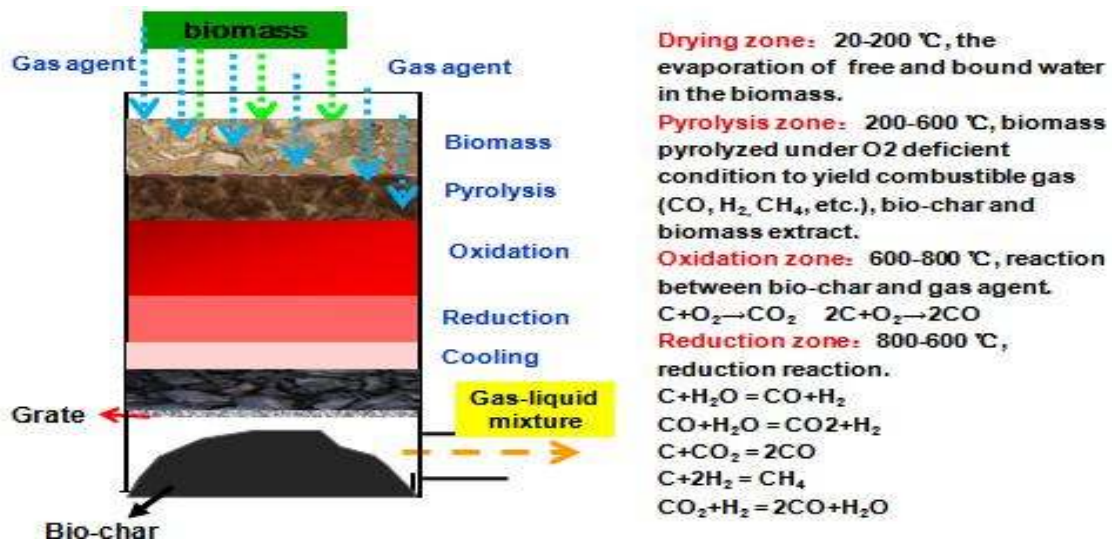 biomass
Gas agent
Gas agent
Biomass
Pyrolysis
Oxidation
Reduction
Cooling
Grate
Gas-liquid
mixture
Bio-char
Drying zone: 20-200 ℃, the
evaporation of free and bound water
in the biomass.
Pyrolysis zone: 200-600 ℃, biomass
pyrolyzed under O2 deficient
condition to yield combustible gas
(CO, H₂, CH₄, etc.), bio-char and
biomass extract.
Oxidation zone: 600-800 ℃, reaction
between bio-char and gas agent.
C+O₂→CO₂ 2C+O₂→2CO
Reduction zone: 800-600 ℃,
reduction reaction.
C+H₂O = CO+H₂
CO+H₂O = CO2+H₂
C+CO₂ = 2CO
C+2H₂ = CH₄
CO₂+H₂ = 2CO+H₂O